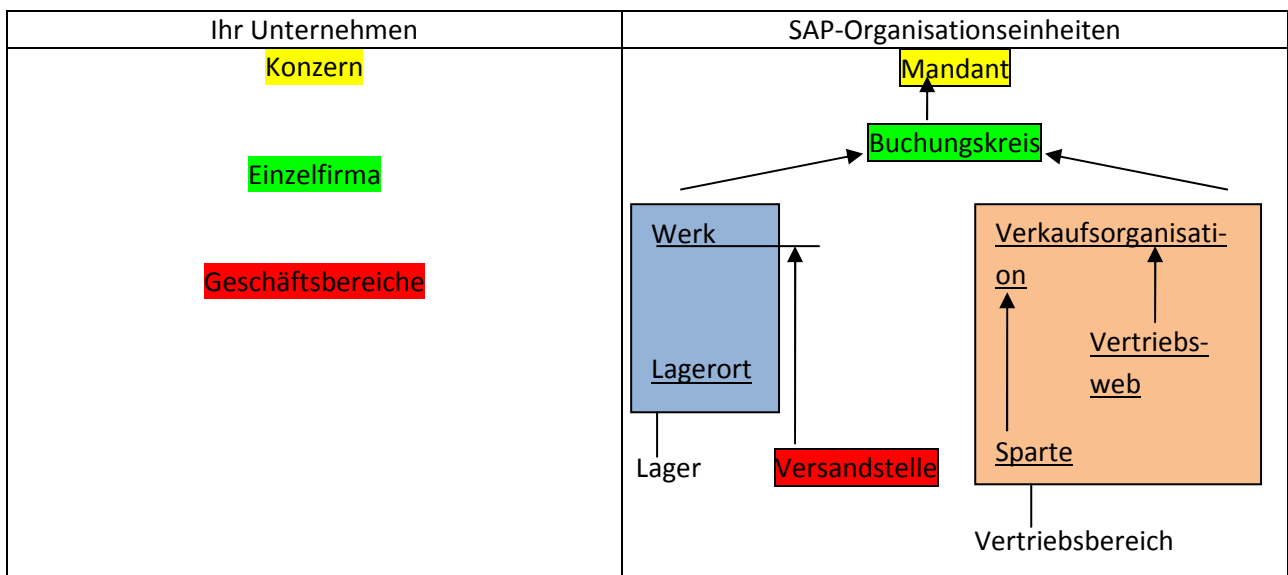 Ihr Unternehmen
SAP-Organisationseinheiten
Konzern
Mandant
Buchungskreis
Einzelfirma
Werk
Verkaufsorganisati-
on
Geschäftsbereiche
Vertriebs-
web
Lagerort
Sparte
Lager
Versandstelle
Vertriebsbereich